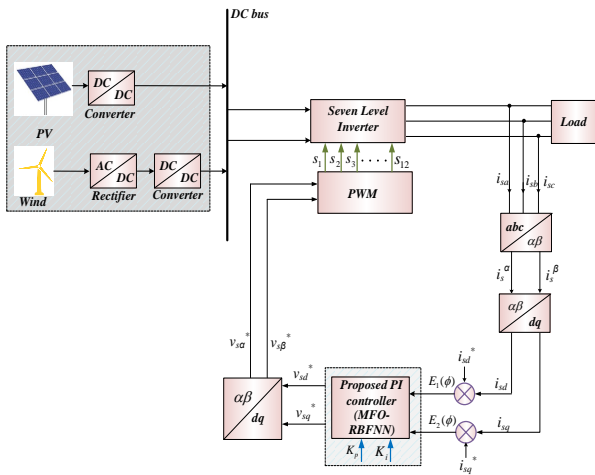 DC bus
DC
DC
Converter
PV
AC
DC
Rectifier
DC
DC
Converter
Wind
Seven Level
Inverter
Load
s1 s2 s3 ····· s12
PWM
isa isb isc
abc
αβ
is^α is^β
αβ
dq
vsα* vsβ*
isd*
vsd*
vsq*
αβ
dq
Proposed PI
controller
(MFO-
RBFNN)
Kp Ki
E1(ϕ)
isd
E2(ϕ)
isq
isq*